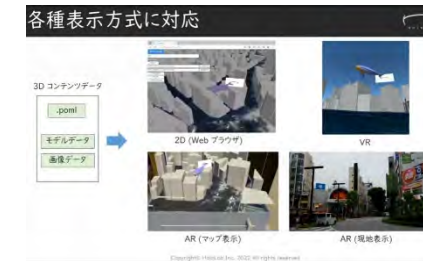 各種表示方式に対応
3D コンテンツデータ
.poml
モデルデータ
画像データ
2D (Web ブラウザ)
VR
AR (マップ表示)
AR (現地表示)